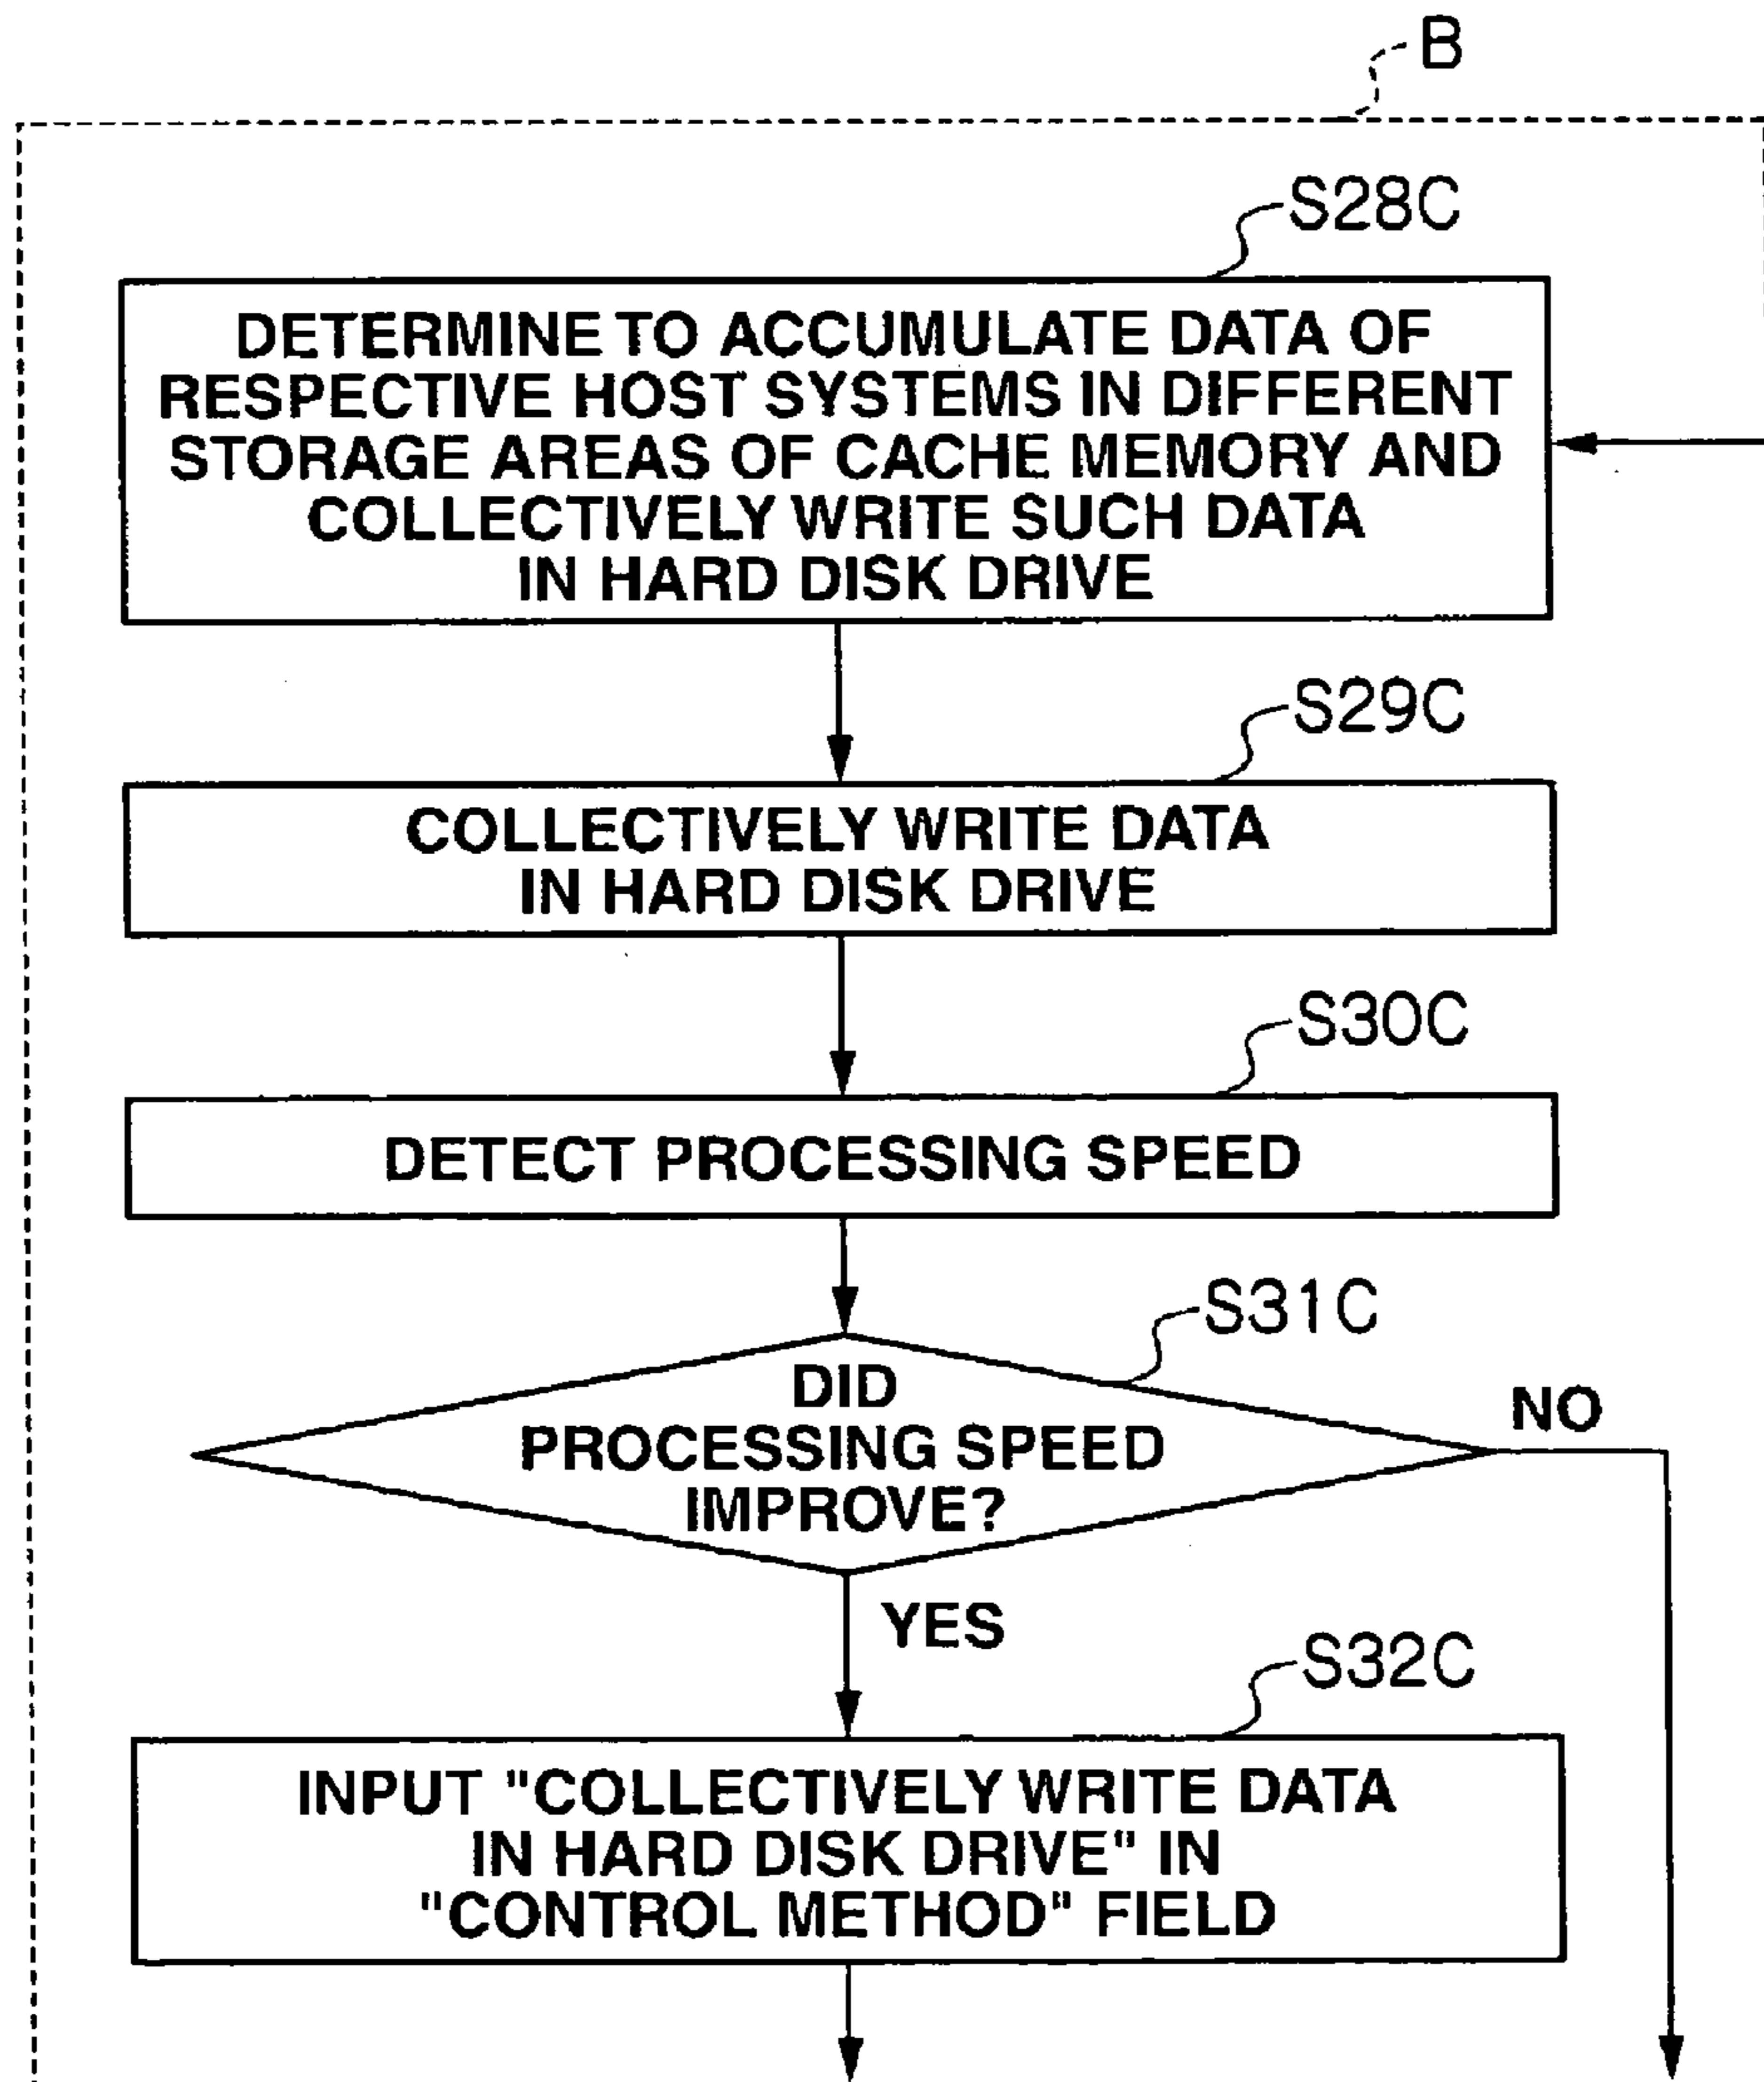 B
S28C
DETERMINE TO ACCUMULATE DATA OF
RESPECTIVE HOST SYSTEMS IN DIFFERENT
STORAGE AREAS OF CACHE MEMORY AND
COLLECTIVELY WRITE SUCH DATA
IN HARD DISK DRIVE
S29C
COLLECTIVELY WRITE DATA
IN HARD DISK DRIVE
S30C
DETECT PROCESSING SPEED
S31C
DID
PROCESSING SPEED
IMPROVE?
NO
YES
S32C
INPUT "COLLECTIVELY WRITE DATA
IN HARD DISK DRIVE" IN
"CONTROL METHOD" FIELD